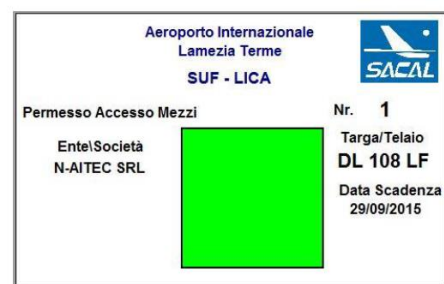 Aeroporto Internazionale
Lamezia Terme
SUF - LICA
SACAL
Permesso Accesso Mezzi
Nr. 1
Ente\Società
N-AITEC SRL
Targa/Telaio
DL 108 LF
Data Scadenza
29/09/2015